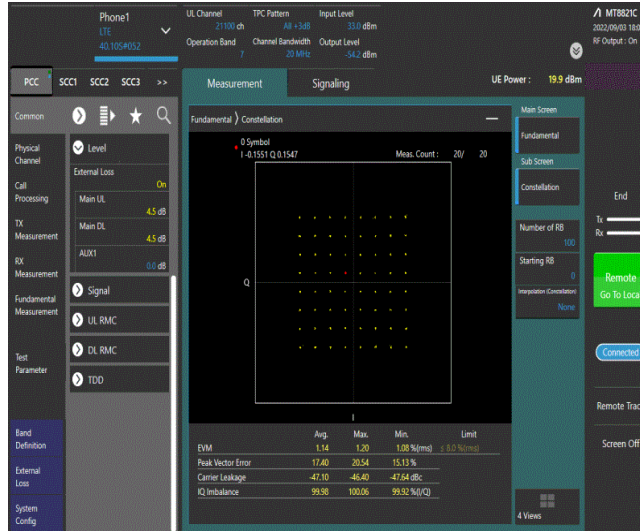 Phone1
LTE
40.10S#052
UL Channel
21100 ch
TPC Pattern
All +3dB
Input Level
33.0 dBm
Operation Band
7
Channel Bandwidth
20 MHz
Output Level
-54.2 dBm
MT8821C
2022/09/03 18:0
RF Output : On
PCC
SCC1
SCC2
SCC3
>>
Measurement
Signaling
UE Power : 19.9 dBm
Common
Physical
Channel
Call
Processing
TX
Measurement
RX
Measurement
Fundamental
Measurement
Test
Parameter
Band
Definition
External
Loss
System
Config
Level
External Loss
On
Main UL
4.5 dB
Main DL
4.5 dB
AUX1
0.0 dB
Signal
UL RMC
DL RMC
TDD
Fundamental 〉 Constellation
0 Symbol
I -0.1551 Q 0.1547
Meas. Count : 20/ 20
Q
I
Avg. Max. Min. Limit
EVM 1.14 1.20 1.08 %(rms) ≤ 8.0 %(rms)
Peak Vector Error 17.40 20.54 15.13 %
Carrier Leakage -47.10 -46.40 -47.64 dBc
IQ Imbalance 99.98 100.06 99.92 %(I/Q)
Main Screen
Fundamental
Sub Screen
Constellation
Number of RB
100
Starting RB
0
Interpolation (Constellation)
None
4 Views
End
Tx
Rx
Remote
Go To Loca
Connected
Remote Trac
Screen Off